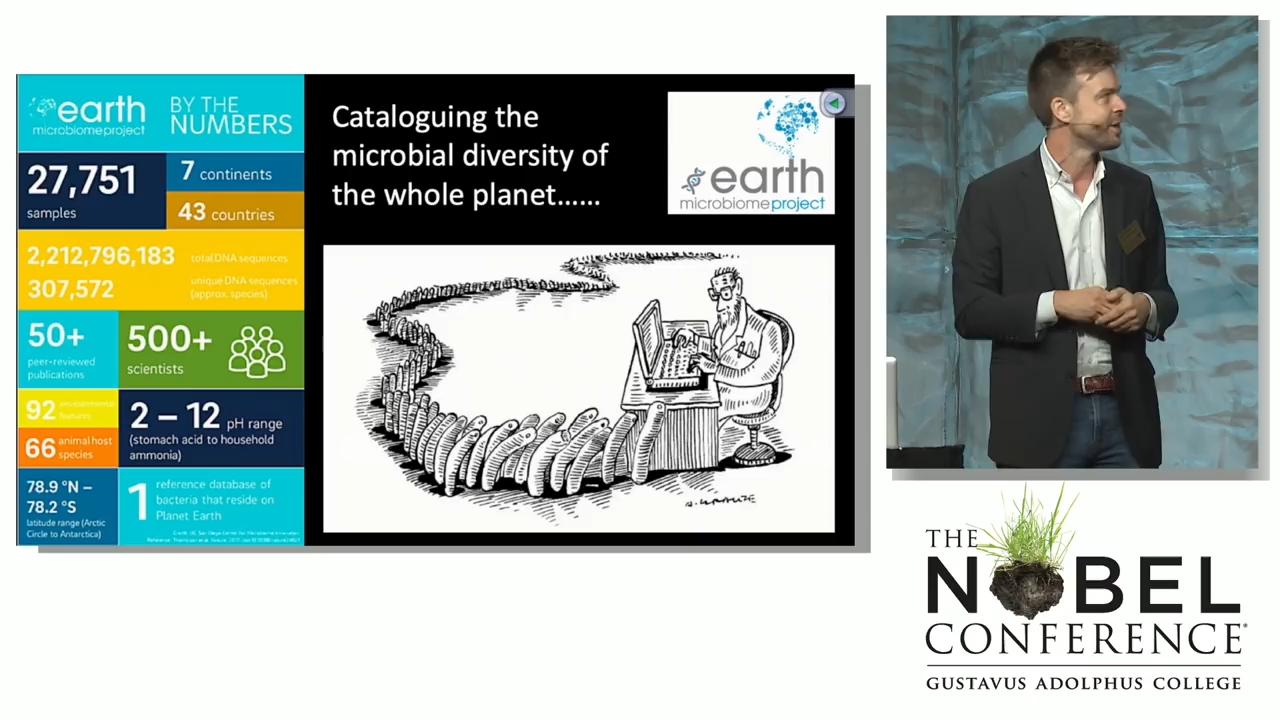 earth
microbiomeproject
BY THE
NUMBERS
27,751
samples
7 continents
43 countries
2,212,796,183 total DNA sequences
307,572 unique DNA sequences
(approx. species)
50+
peer-reviewed
publications
500+
scientists
92 environmental
features
66 animal host
species
2 – 12 pH range
(stomach acid to household
ammonia)
78.9 °N –
78.2 °S
latitude range (Arctic
Circle to Antarctica)
1 reference database of
bacteria that reside on
Planet Earth
Cataloguing the
microbial diversity of
the whole planet......
earth
microbiomeproject
THE
NOBEL
CONFERENCE®
GUSTAVUS ADOLPHUS COLLEGE